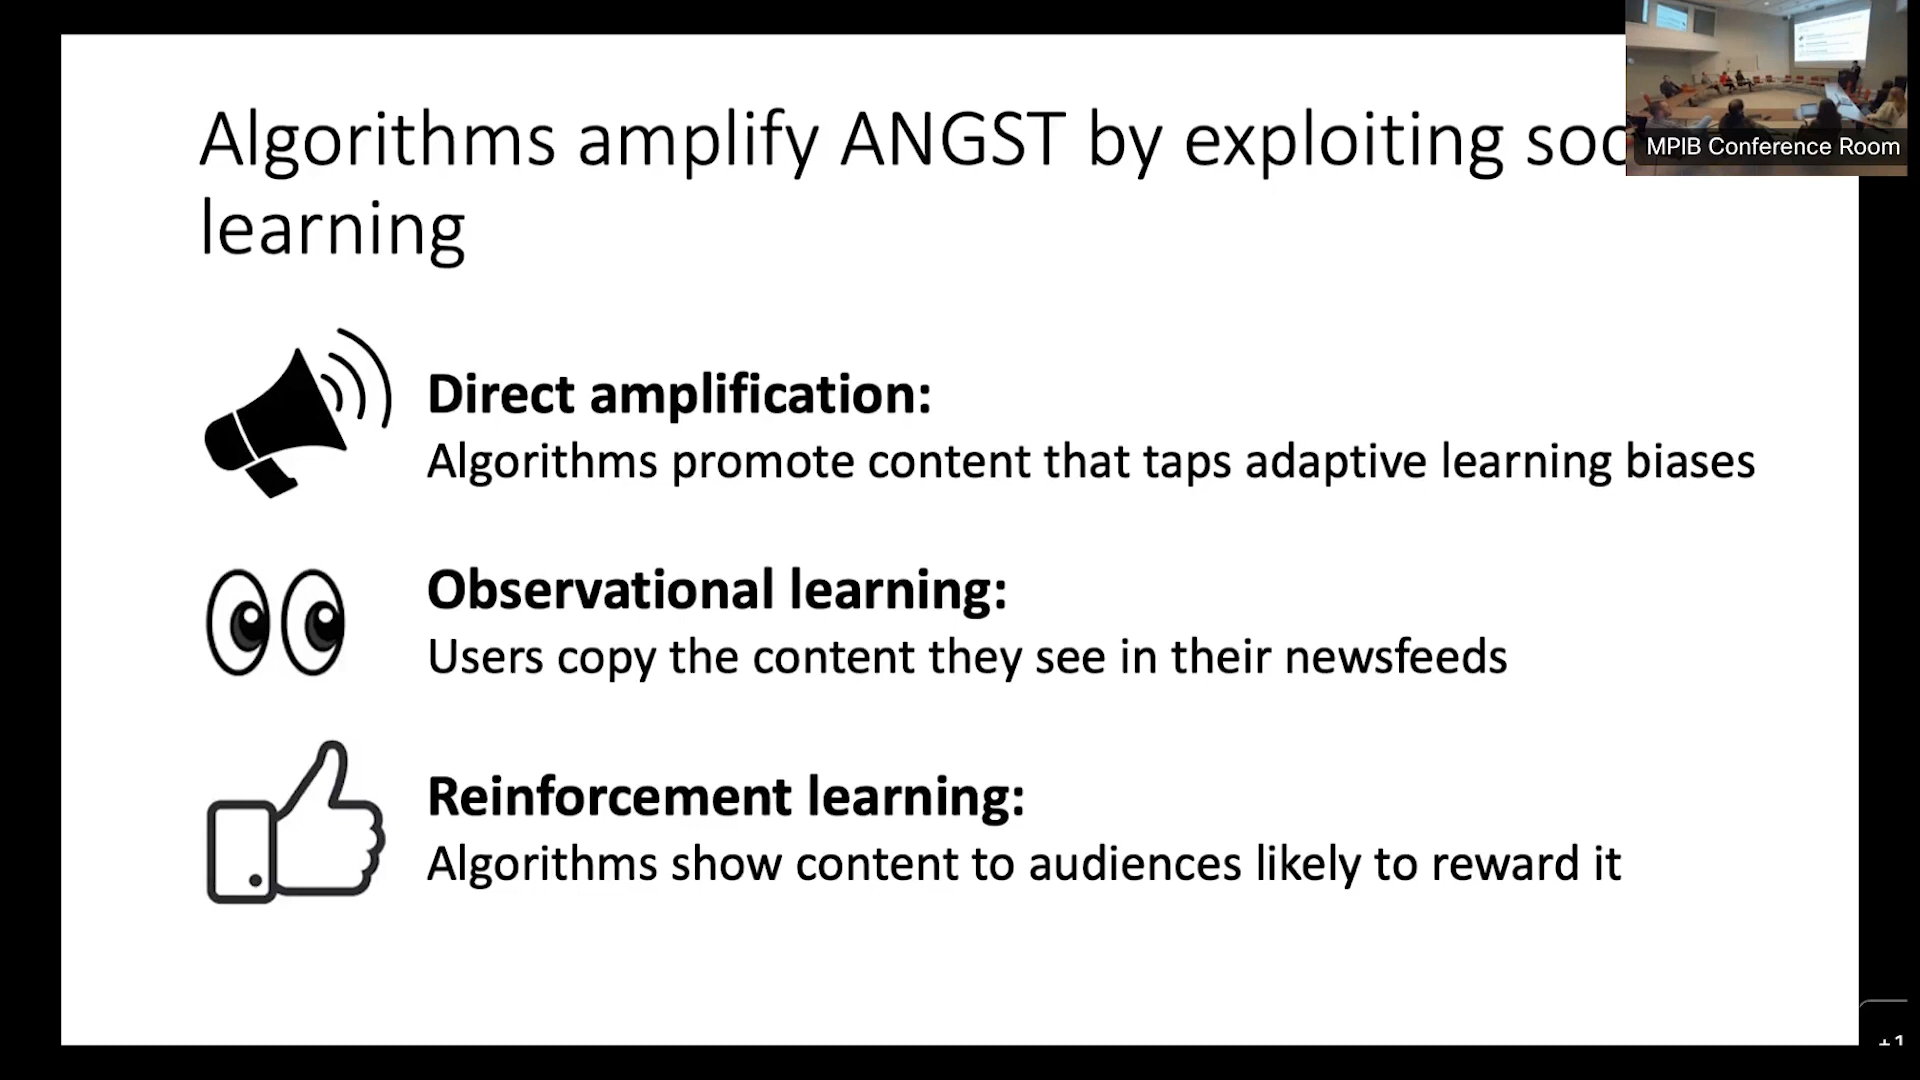 Algorithms amplify ANGST by exploiting soc
learning
MPIB Conference Room
Direct amplification:
Algorithms promote content that taps adaptive learning biases
Observational learning:
Users copy the content they see in their newsfeeds
Reinforcement learning:
Algorithms show content to audiences likely to reward it
+1